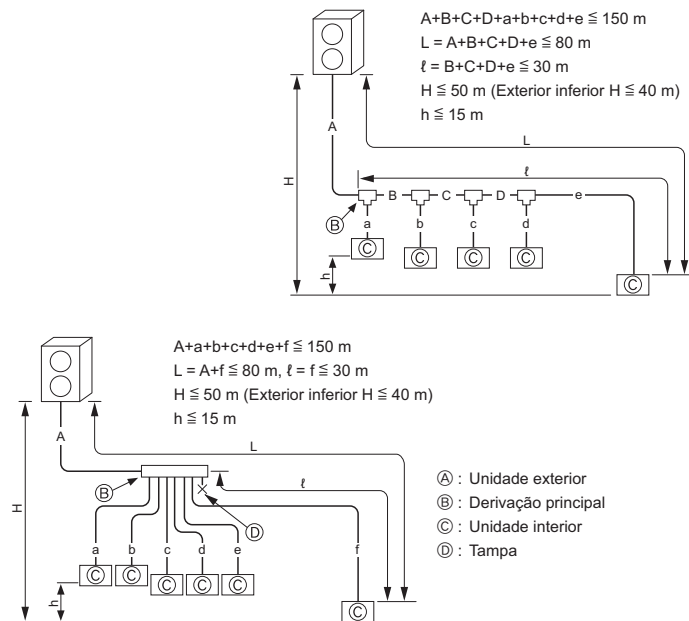 A+B+C+D+a+b+c+d+e ≦ 150 m
L = A+B+C+D+e ≦ 80 m
ℓ = B+C+D+e ≦ 30 m
H ≦ 50 m (Exterior inferior H ≦ 40 m)
h ≦ 15 m
A
L
H
ℓ
B C D e
Ⓑ a b c d
Ⓒ Ⓒ Ⓒ Ⓒ
h
Ⓒ
A+a+b+c+d+e+f ≦ 150 m
L = A+f ≦ 80 m, ℓ = f ≦ 30 m
H ≦ 50 m (Exterior inferior H ≦ 40 m)
h ≦ 15 m
A
L
H
Ⓑ
ℓ
Ⓓ
a b c d e f
Ⓒ Ⓒ Ⓒ Ⓒ Ⓒ
h
Ⓒ
Ⓐ : Unidade exterior
Ⓑ : Derivação principal
Ⓒ : Unidade interior
Ⓓ : Tampa